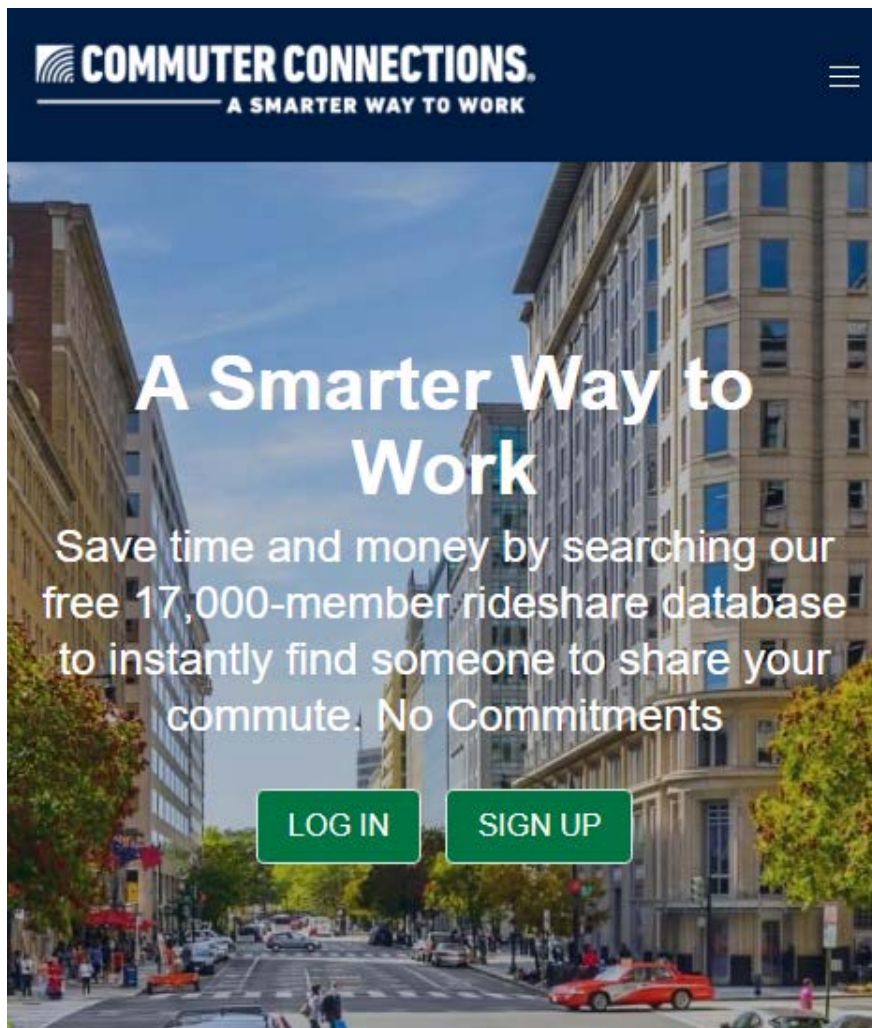 COMMUTER CONNECTIONS.
A SMARTER WAY TO WORK
A Smarter Way to
Work
Save time and money by searching our
free 17,000-member rideshare database
to instantly find someone to share your
commute. No Commitments
LOG IN
SIGN UP